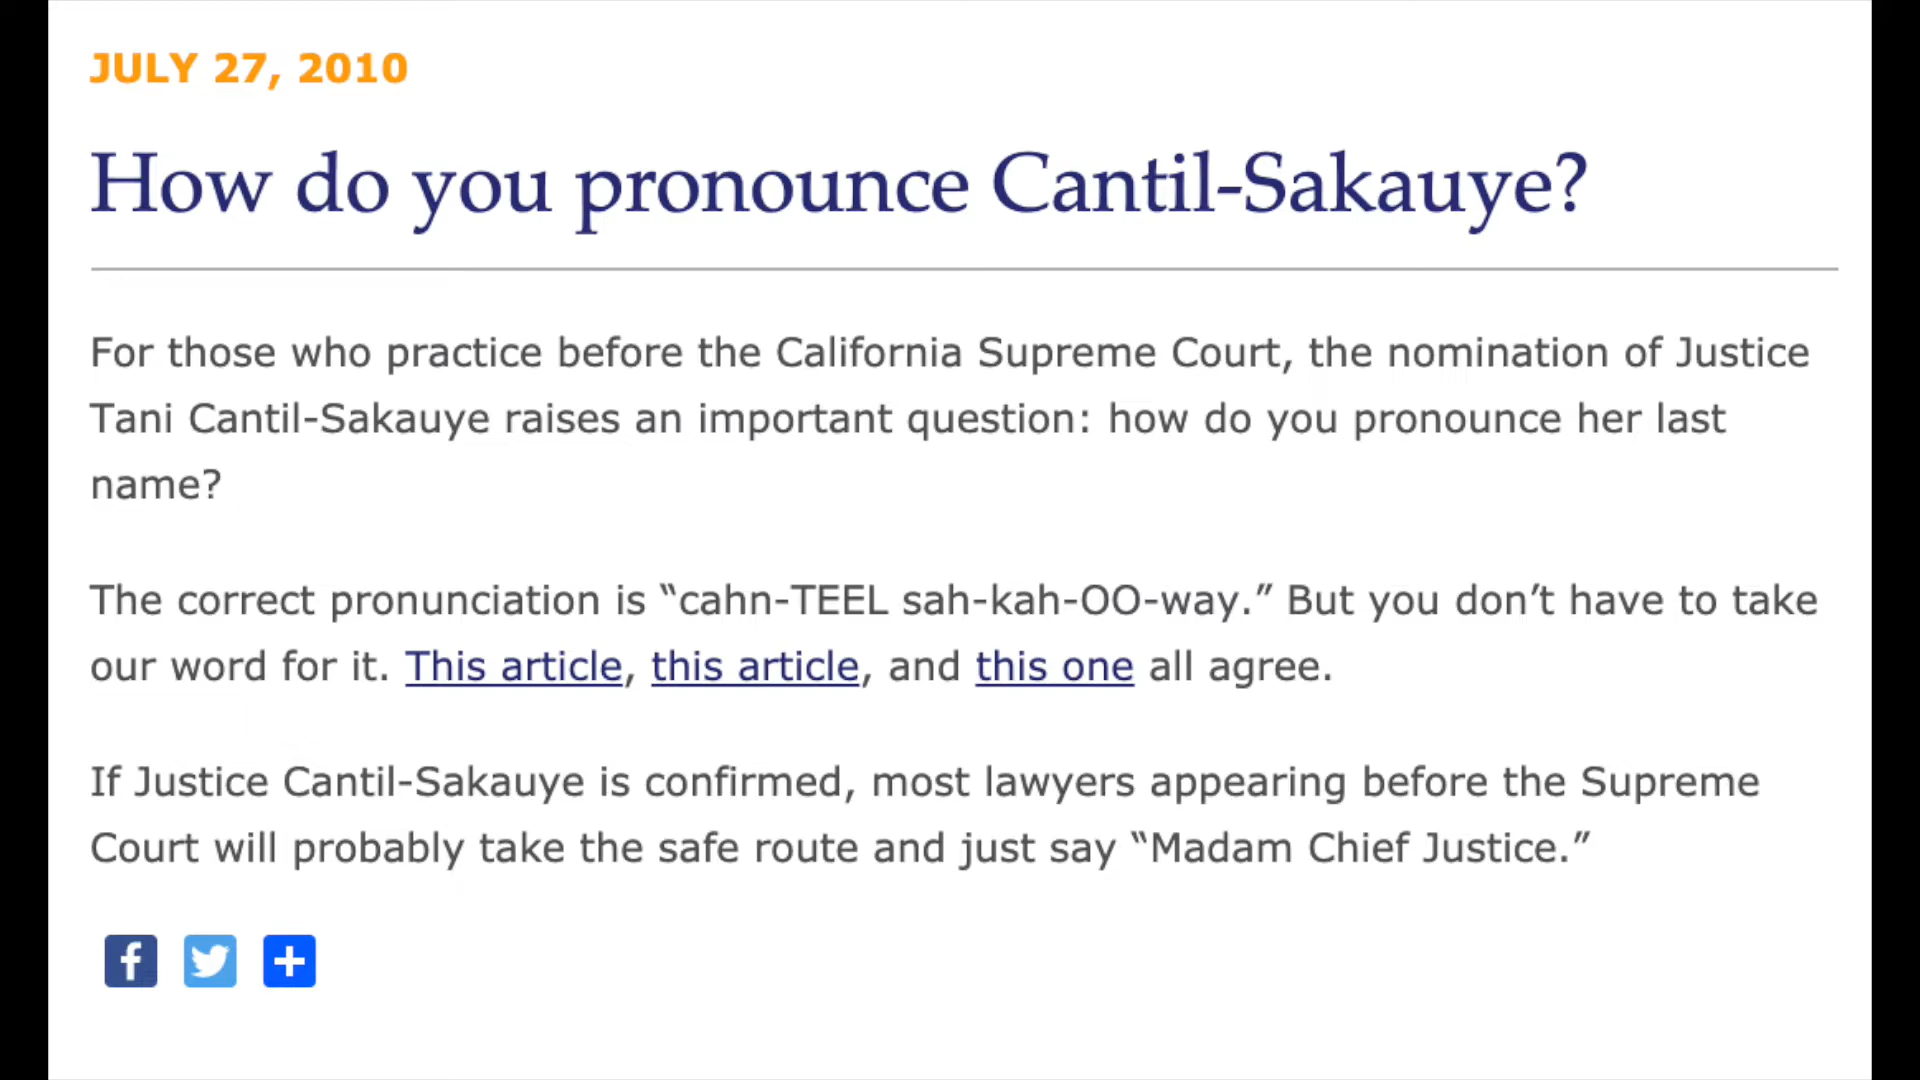 JULY 27, 2010
How do you pronounce Cantil-Sakauye?
For those who practice before the California Supreme Court, the nomination of Justice
Tani Cantil-Sakauye raises an important question: how do you pronounce her last
name?
The correct pronunciation is “cahn-TEEL sah-kah-OO-way.” But you don’t have to take
our word for it. This article, this article, and this one all agree.
If Justice Cantil-Sakauye is confirmed, most lawyers appearing before the Supreme
Court will probably take the safe route and just say “Madam Chief Justice.”